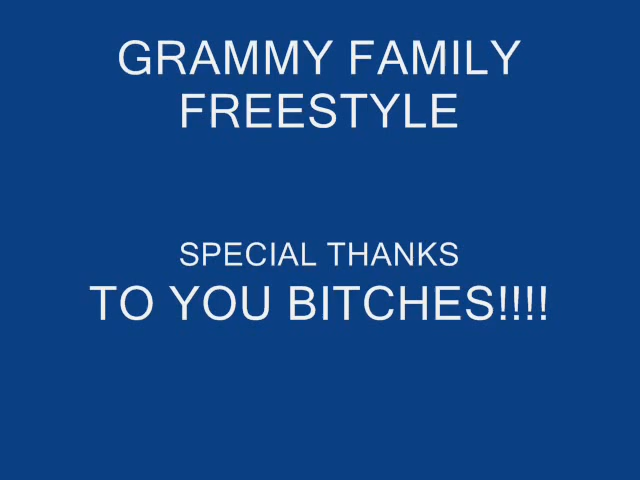 GRAMMY FAMILY
FREESTYLE
SPECIAL THANKS
TO YOU BITCHES!!!!